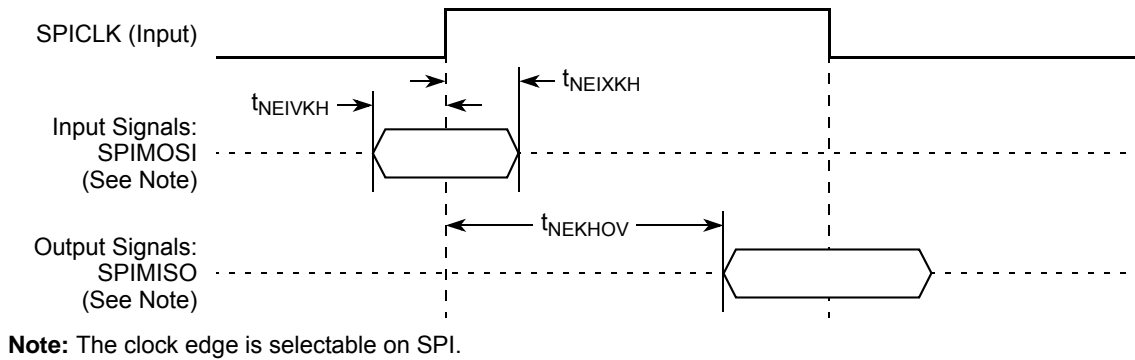 SPICLK (Input)
tNEIXKH
tNEIVKH
Input Signals:
SPIMOSI
(See Note)
tNEKHOV
Output Signals:
SPIMISO
(See Note)
Note: The clock edge is selectable on SPI.